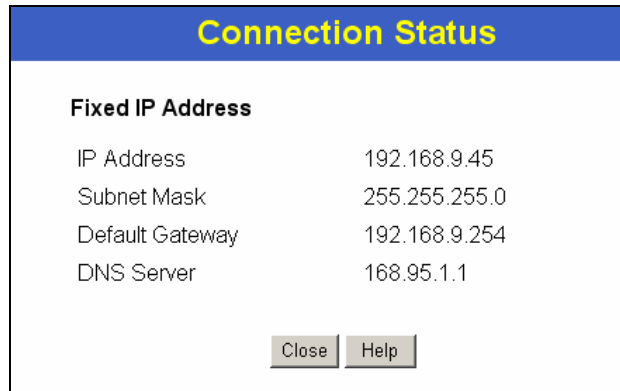 Connection Status
Fixed IP Address
IP Address 192.168.9.45
Subnet Mask 255.255.255.0
Default Gateway 192.168.9.254
DNS Server 168.95.1.1
Close Help